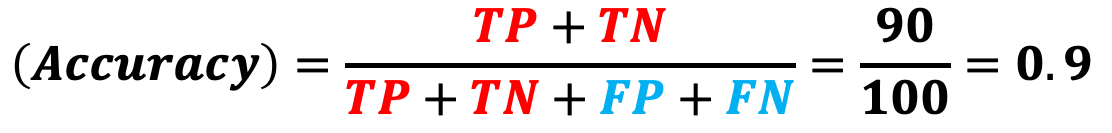 (Accuracy) = TP + TN / TP + TN + FP + FN = 90 / 100 = 0.9